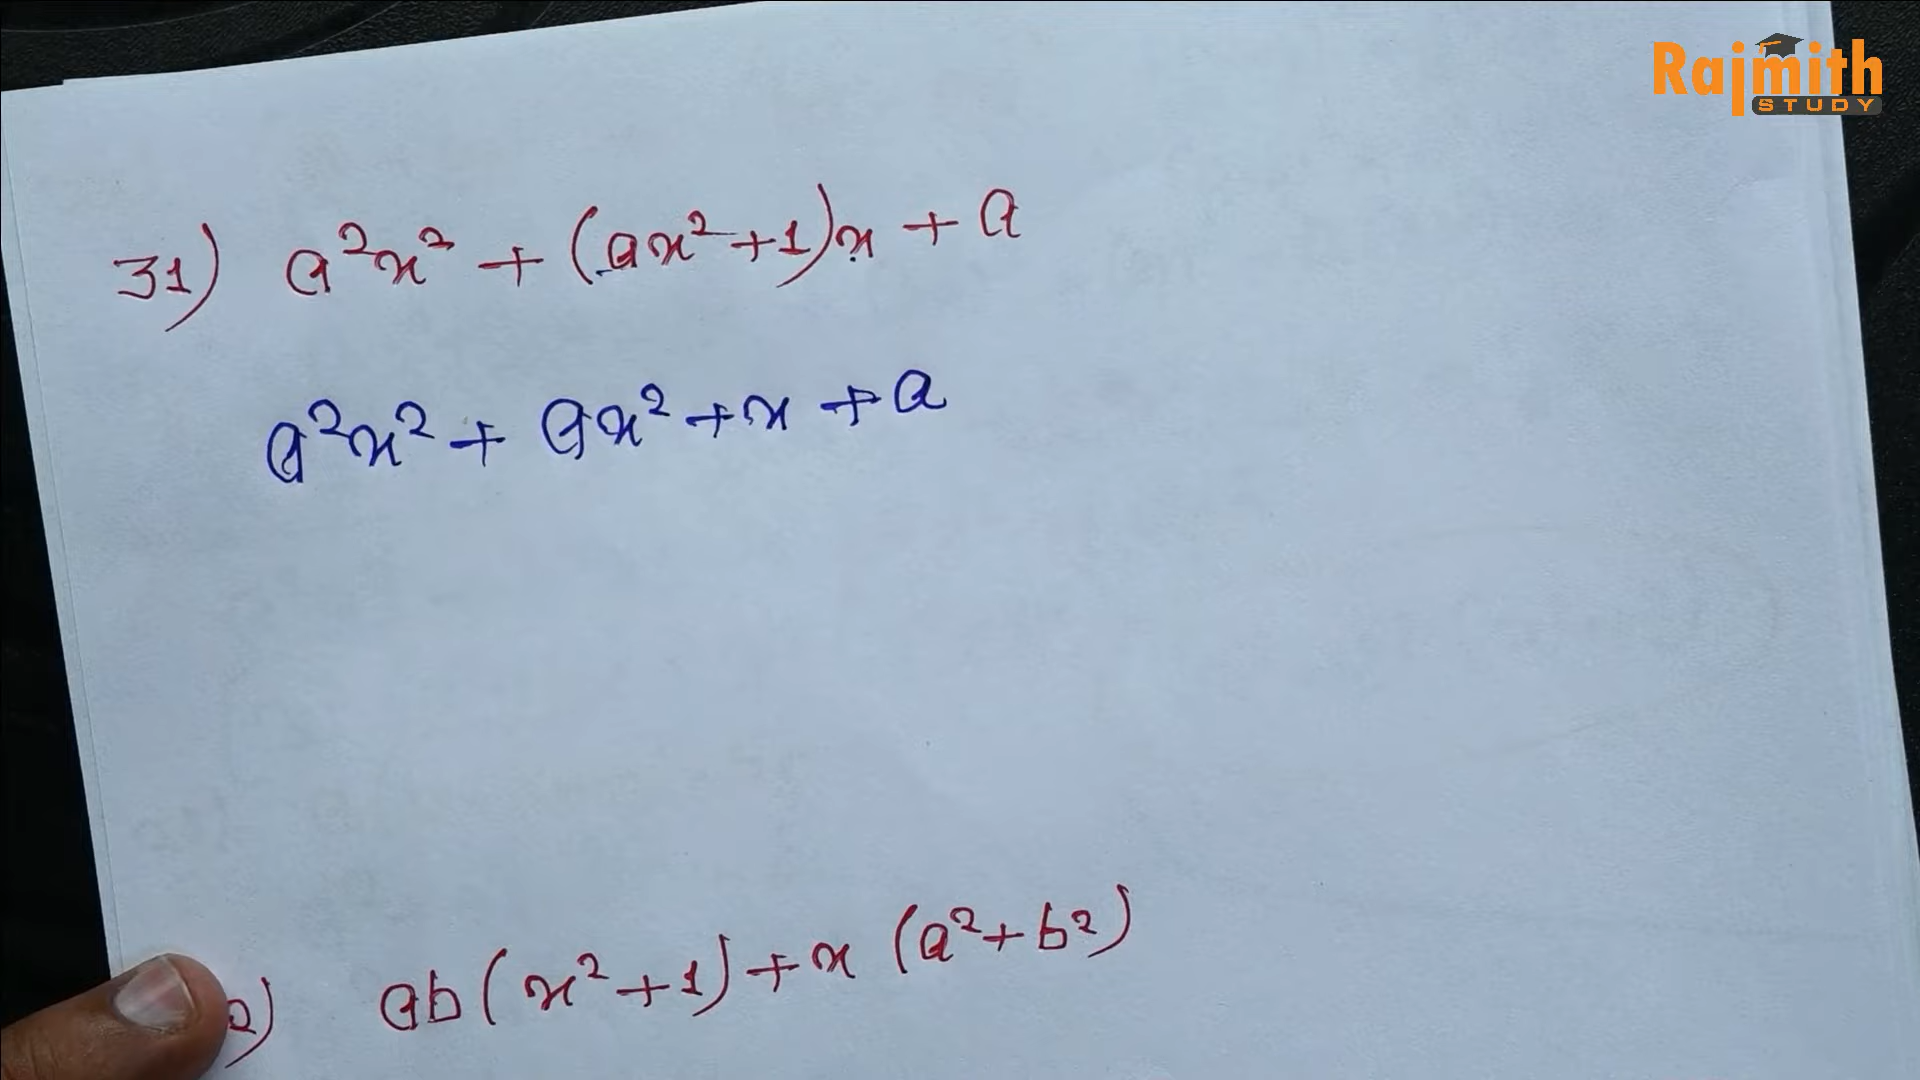 Rajmith
STUDY
31) a²x² + (ax²+1)x + a
a²x² + ax² + x + a
2) ab(x²+1) + x (a²+b²)